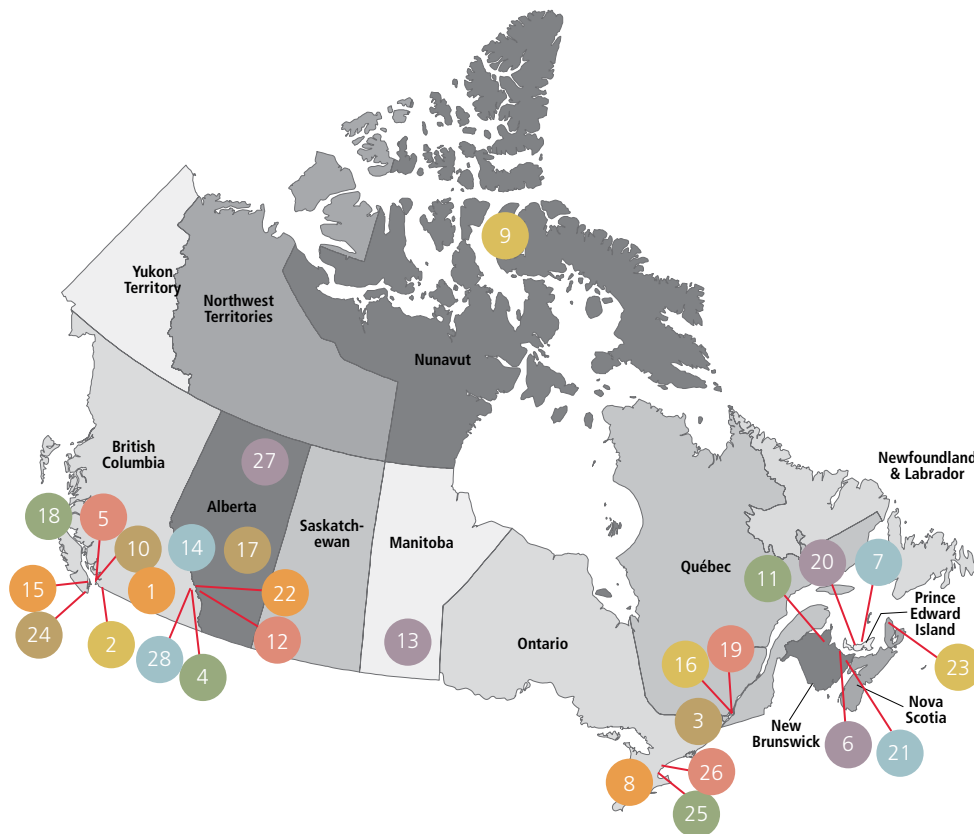 9
Yukon
Territory
Northwest
Territories
Nunavut
British
Columbia
27
Newfoundland
& Labrador
18
5
10
14
Alberta
17
Saskatch-
ewan
Manitoba
Québec
11
20
7
15
1
22
Prince
Edward
Island
24
2
28
4
12
13
Ontario
16
19
23
3
New
Brunswick
6
Nova
Scotia
21
8
26
25